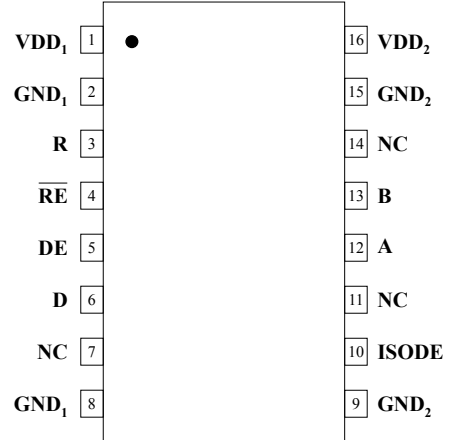 VDD₁ 1 16 VDD₂
GND₁ 2 15 GND₂
R 3 14 NC
R̅E̅ 4 13 B
DE 5 12 A
D 6 11 NC
NC 7 10 ISODE
GND₁ 8 9 GND₂